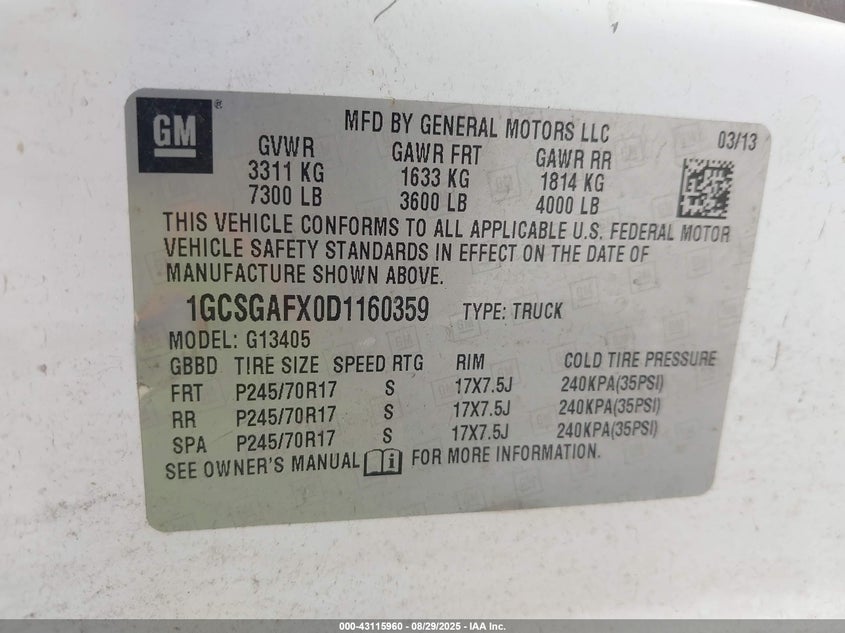 GM®
MFD BY GENERAL MOTORS LLC 03/13
GVWR GAWR FRT GAWR RR
3311 KG 1633 KG 1814 KG
7300 LB 3600 LB 4000 LB
THIS VEHICLE CONFORMS TO ALL APPLICABLE U.S. FEDERAL MOTOR
VEHICLE SAFETY STANDARDS IN EFFECT ON THE DATE OF
MANUFACTURE SHOWN ABOVE.
1GCSGAFX0D1160359 TYPE: TRUCK
MODEL: G13405
GBBD TIRE SIZE SPEED RTG RIM COLD TIRE PRESSURE
FRT P245/70R17 S 17X7.5J 240KPA(35PSI)
RR P245/70R17 S 17X7.5J 240KPA(35PSI)
SPA P245/70R17 S 17X7.5J 240KPA(35PSI)
SEE OWNER'S MANUAL i FOR MORE INFORMATION.
000-43115960 - 08/29/2025 - IAA Inc.